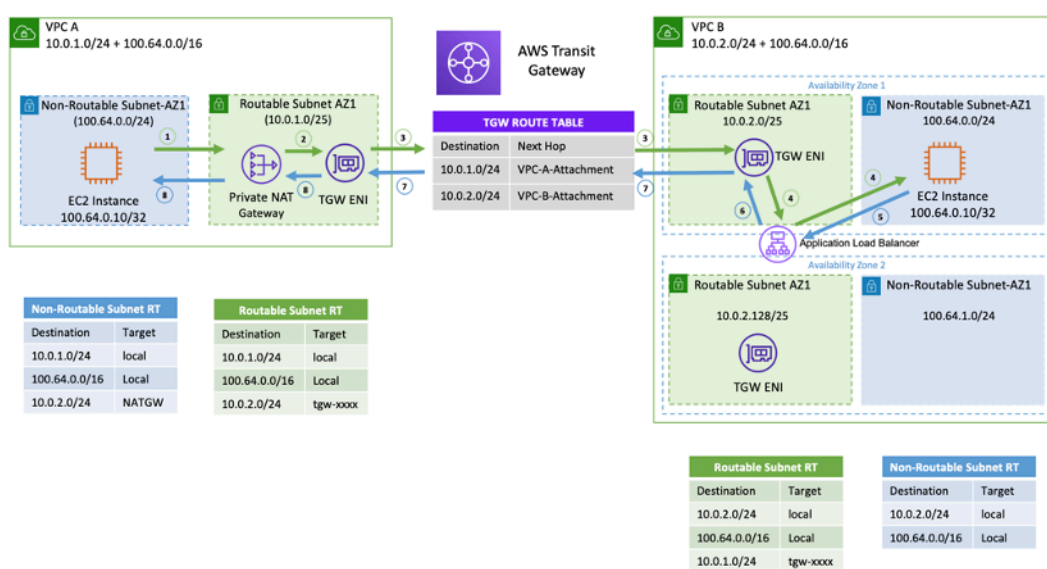 VPC A
10.0.1.0/24 + 100.64.0.0/16
Non-Routable Subnet-AZ1
(100.64.0.0/24)
1
EC2 Instance
100.64.0.10/32
8
Routable Subnet AZ1
(10.0.1.0/25)
2
8
Private NAT
Gateway
TGW ENI
3
7
AWS Transit
Gateway
TGW ROUTE TABLE
Destination Next Hop
10.0.1.0/24 VPC-A-Attachment
10.0.2.0/24 VPC-B-Attachment
3
7
VPC B
10.0.2.0/24 + 100.64.0.0/16
Availability Zone 1
Routable Subnet AZ1
10.0.2.0/25
TGW ENI
4
6
Non-Routable Subnet-AZ1
100.64.0.0/24
4
5
EC2 Instance
100.64.0.10/32
Application Load Balancer
Availability Zone 2
Routable Subnet AZ1
10.0.2.128/25
TGW ENI
Non-Routable Subnet-AZ1
100.64.1.0/24
Non-Routable Subnet RT
Destination Target
10.0.1.0/24 local
100.64.0.0/16 Local
10.0.2.0/24 NATGW
Routable Subnet RT
Destination Target
10.0.1.0/24 local
100.64.0.0/16 Local
10.0.2.0/24 tgw-xxxx
Routable Subnet RT
Destination Target
10.0.2.0/24 local
100.64.0.0/16 Local
10.0.1.0/24 tgw-xxxx
Non-Routable Subnet RT
Destination Target
10.0.2.0/24 local
100.64.0.0/16 Local